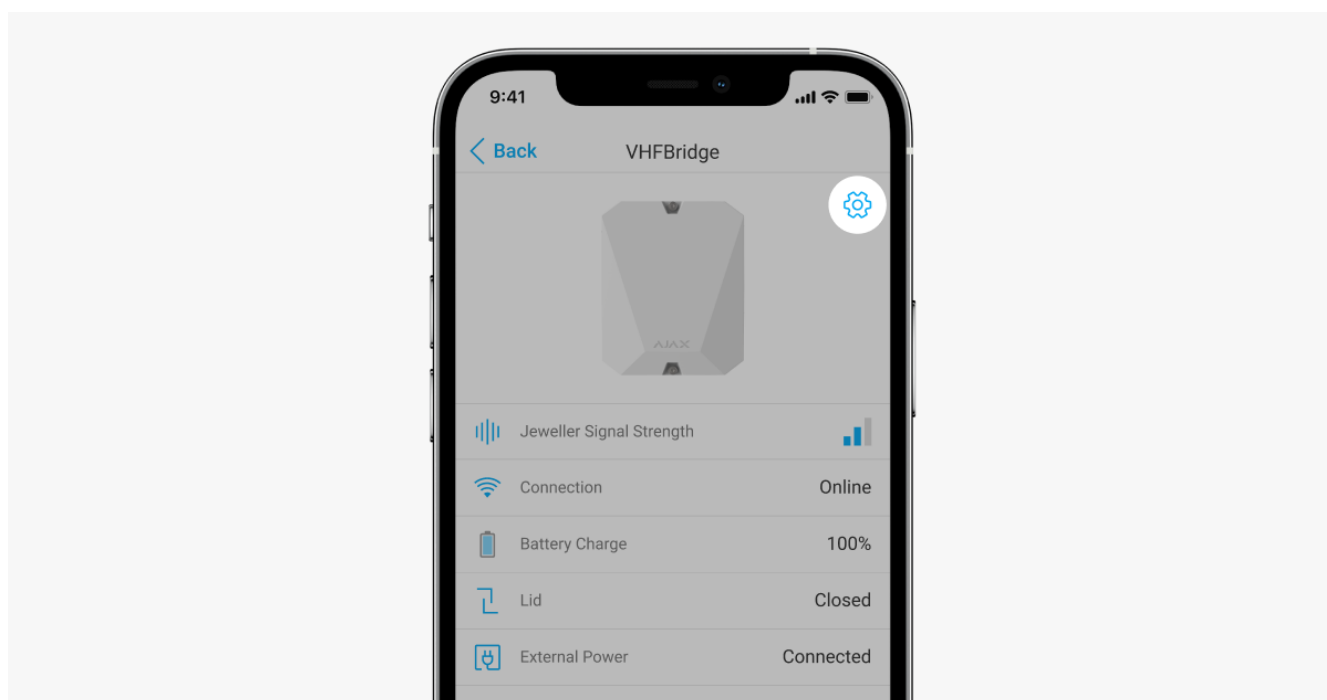 9:41
Back VHFBridge
AJAX
Jeweller Signal Strength
Connection Online
Battery Charge 100%
Lid Closed
External Power Connected